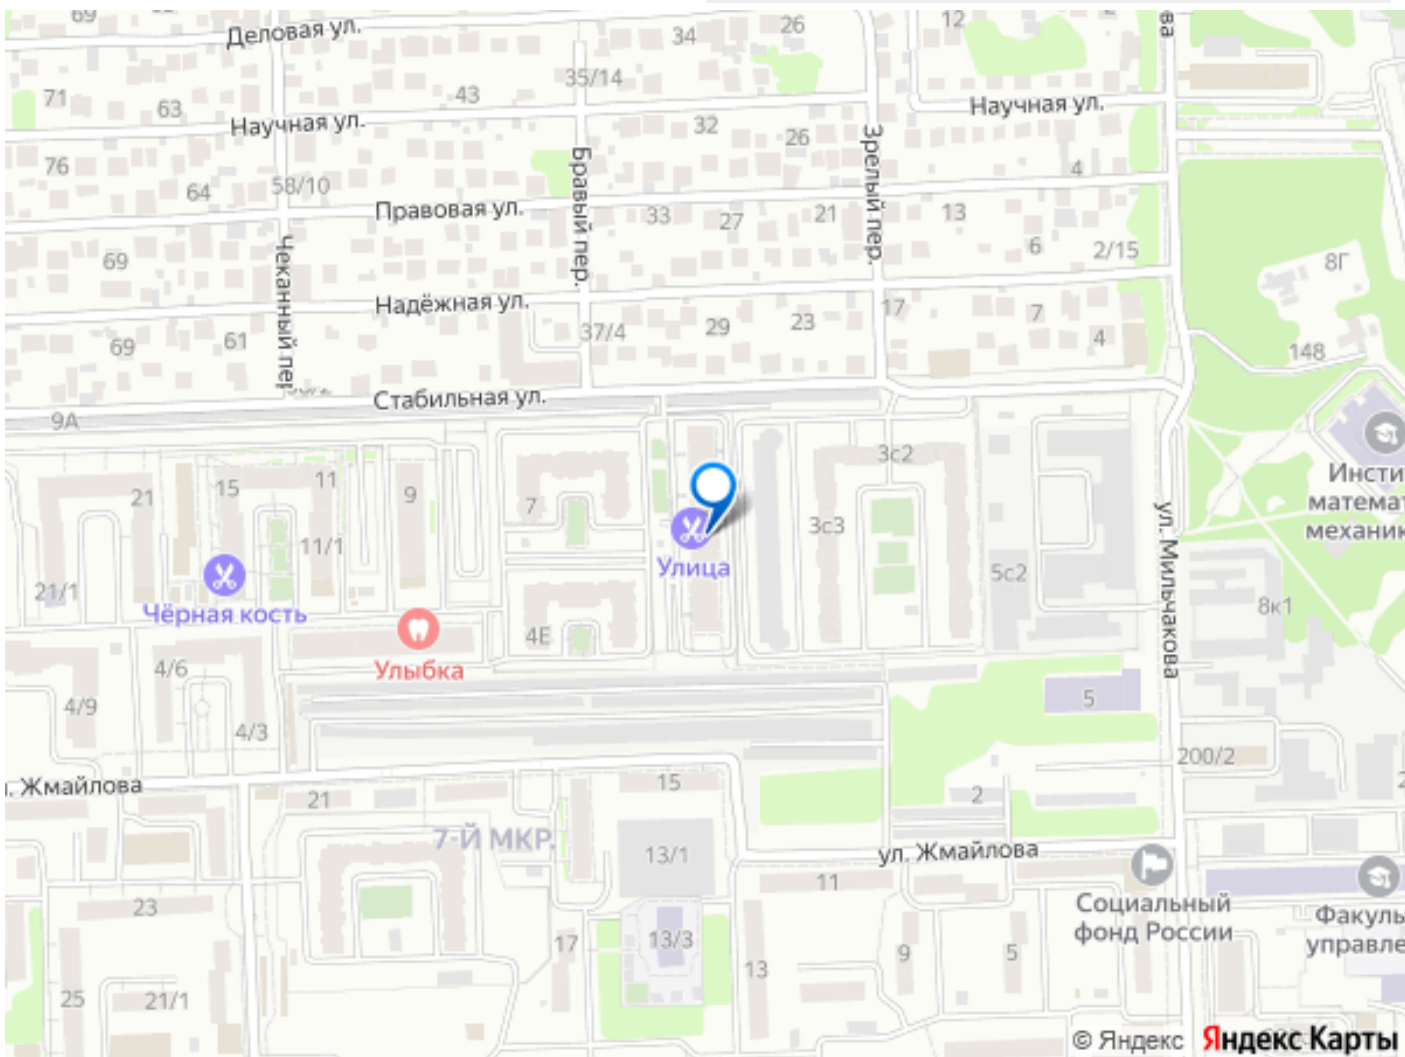 69
Деловая ул.
34
26
12
71
63
43
35/14
Научная ул.
Научная ул.
32
26
76
64
58/10
Бравый пер.
Зрелый пер.
4
Правовая ул.
33
27
21
13
6
2/15
69
Чеканный пер
8Г
Надёжная ул.
17
69
61
37/4
29
23
7
4
148
Стабильная ул.
9А
3с2
21
15
11
9
7
Инсти
математ
механик
3с3
ул. Мильчакова
11/1
Улица
5с2
21/1
Чёрная кость
8к1
4Е
4/6
Улыбка
4/9
4/3
5
200/2
Жмайлова
21
15
2
7-Й МКР.
13/1
ул. Жмайлова
11
23
Социальный
фонд России
Факуль
управле
17
13/3
9
5
13
25
21/1
© Яндекс Яндекс Карты